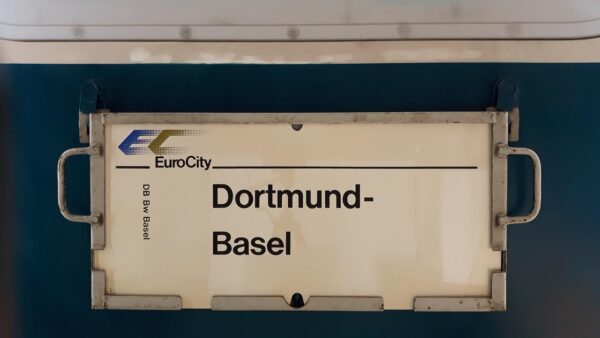 EC
EuroCity
DB Bw Basel
Dortmund-
Basel